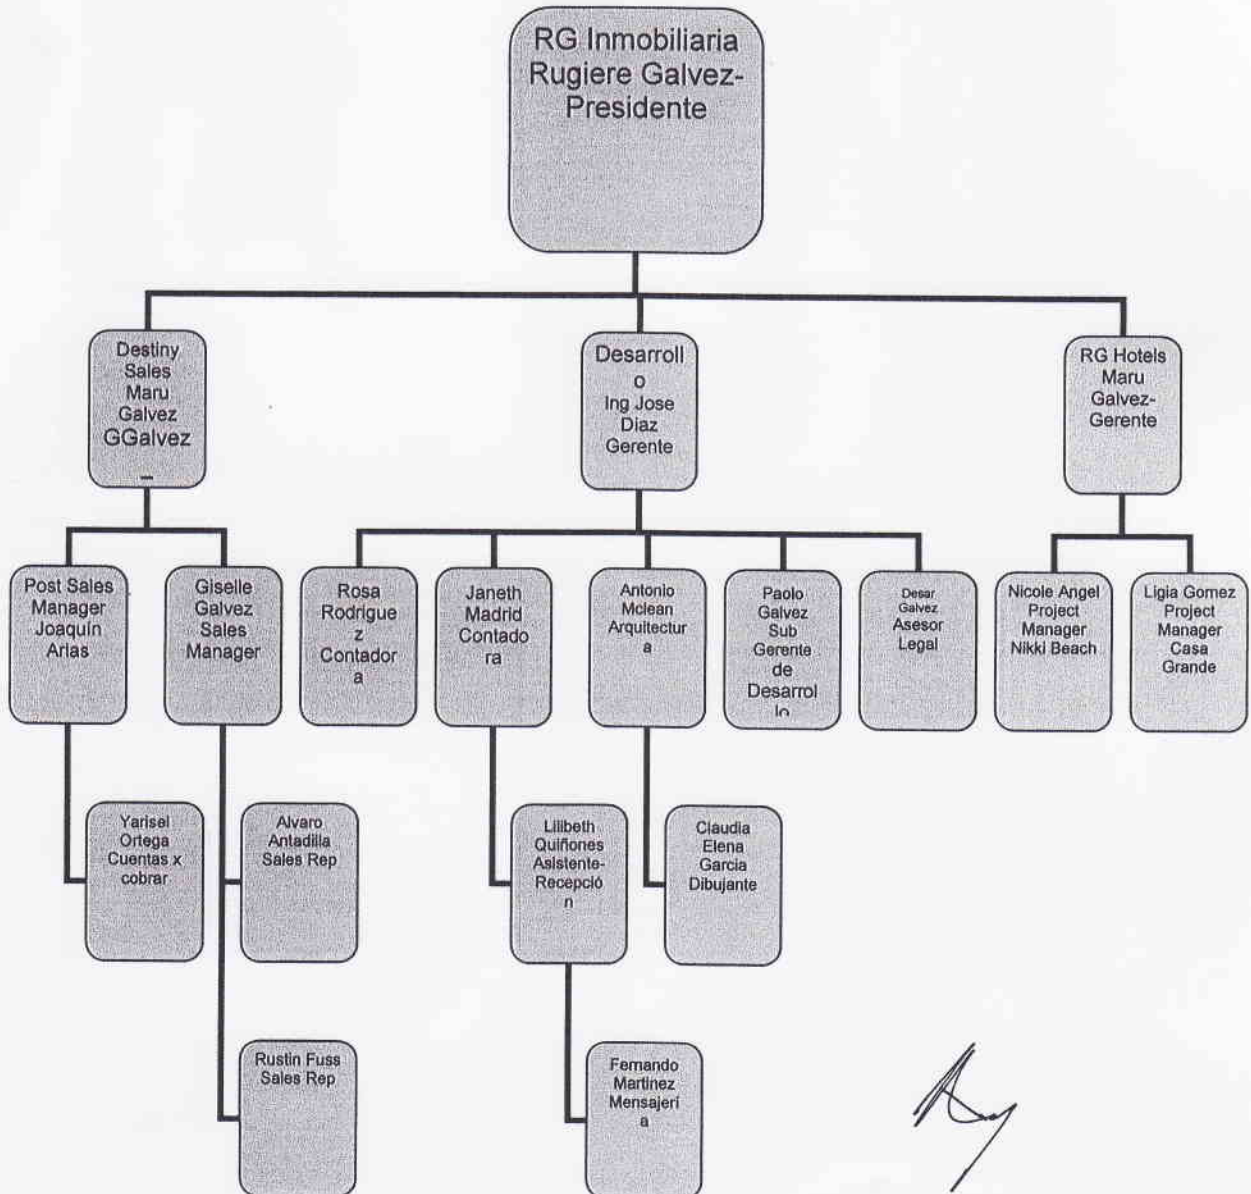 RG Inmobiliaria
Rugiere Galvez-
Presidente
Destiny
Sales
Maru
Galvez
GGalvez
Desarroll
o
Ing Jose
Diaz
Gerente
RG Hotels
Maru
Galvez-
Gerente
Post Sales
Manager
Joaquin
Arias
Giselle
Galvez
Sales
Manager
Rosa
Rodrigue
z
Contador
a
Janeth
Madrid
Contado
ra
Antonio
Mclean
Arquitectur
a
Paolo
Galvez
Sub
Gerente
de
Desarrol
lo
Desar
Galvez
Asesor
Legal
Nicole Angel
Project
Manager
Nikki Beach
Ligia Gomez
Project
Manager
Casa
Grande
Yarisel
Ortega
Cuentas x
cobrar
Alvaro
Antadilla
Sales Rep
Lilibeth
Quiñones
Asistente-
Recepció
n
Claudia
Elena
Garcia
Dibujante
Rustin Fuss
Sales Rep
Fernando
Martinez
Mensajerí
a